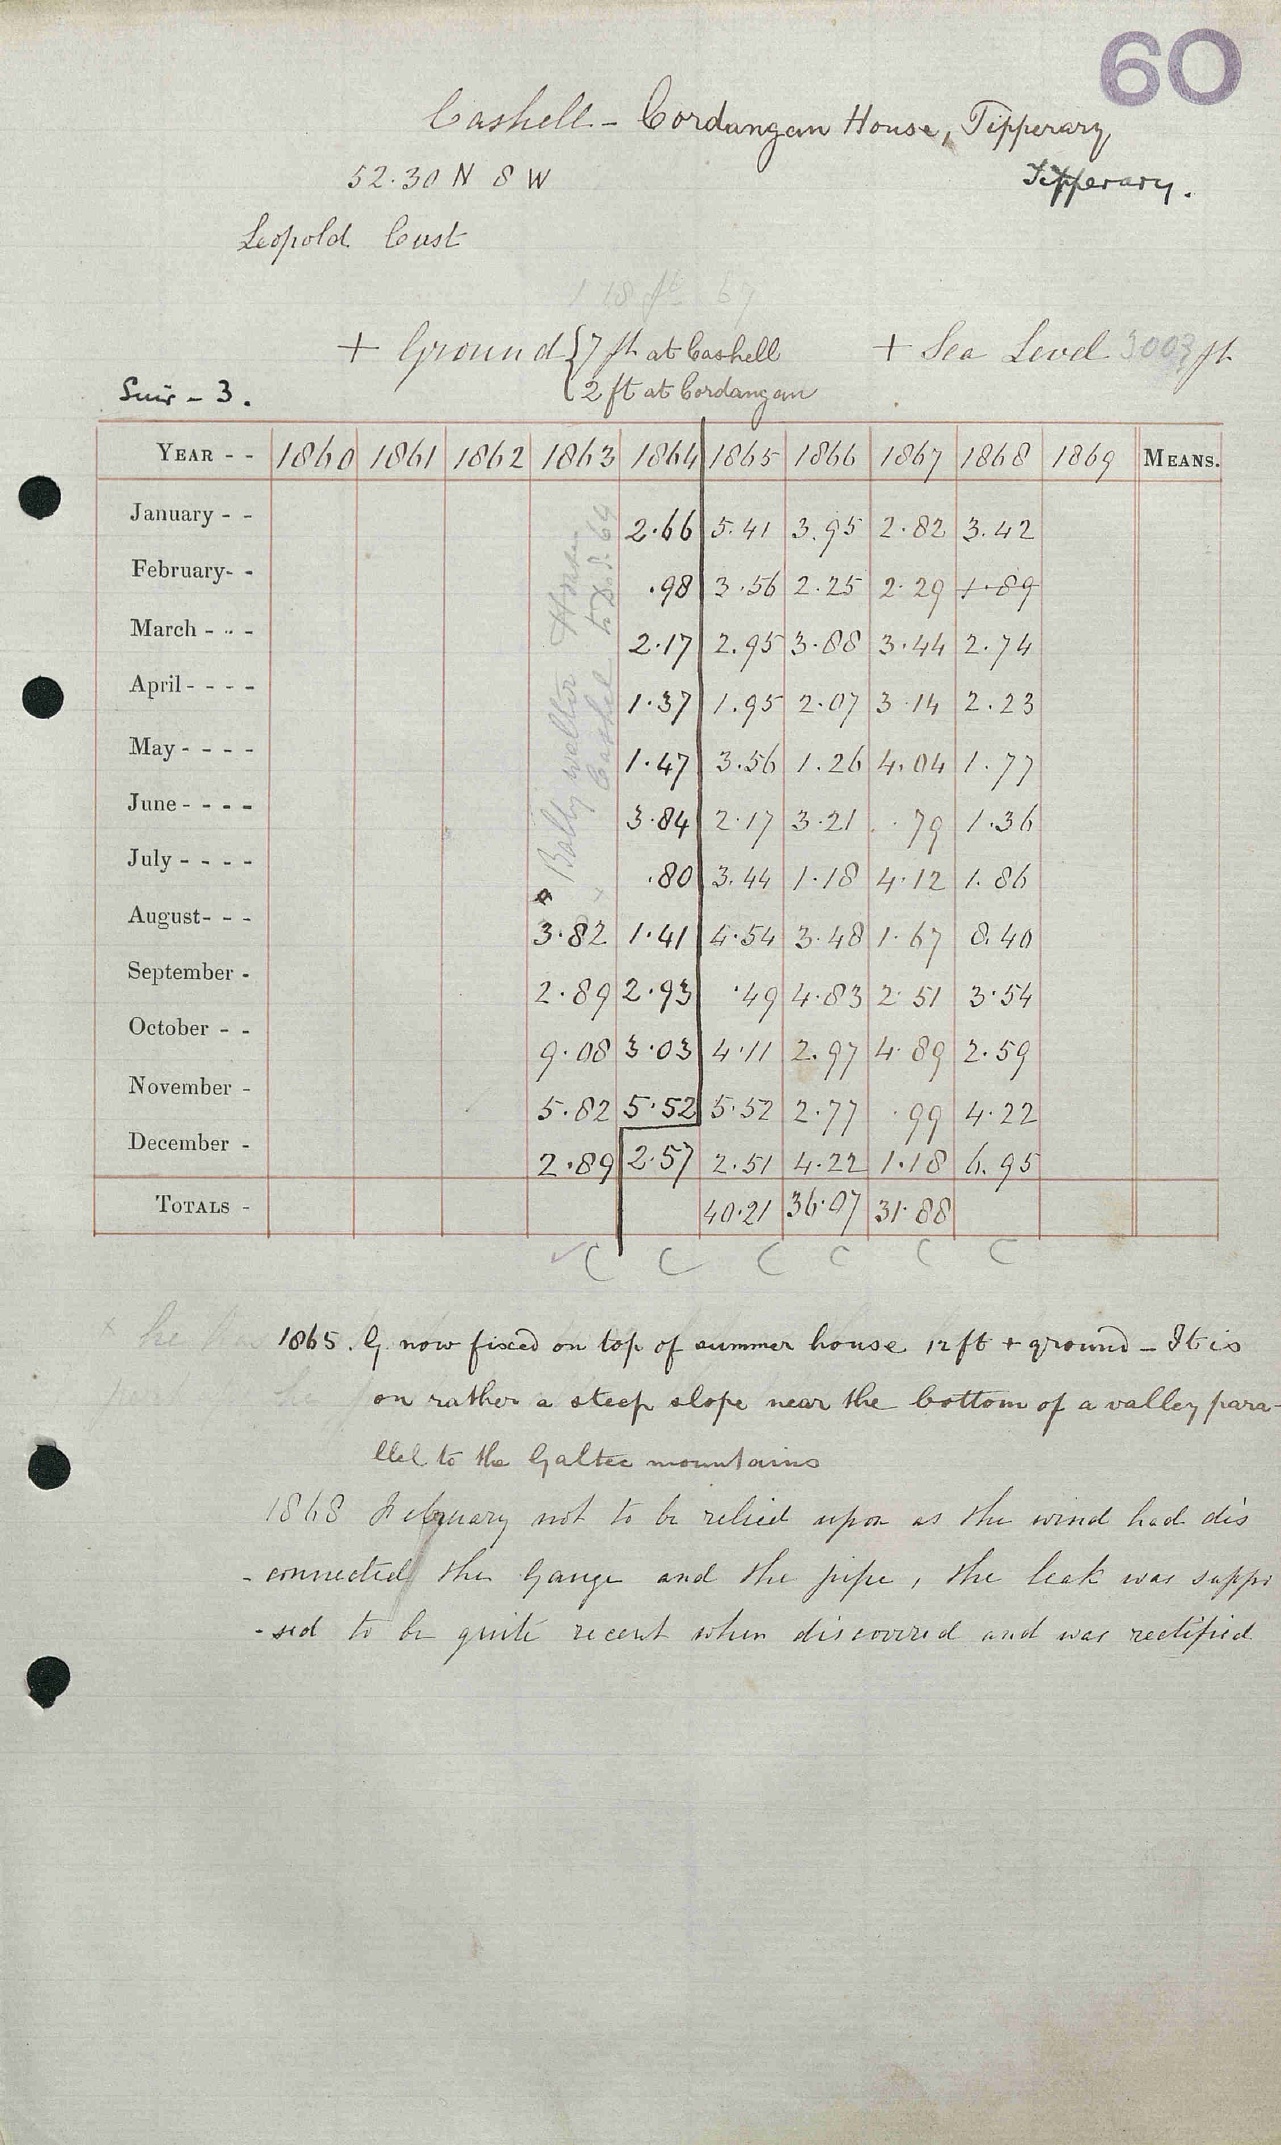 60
Cashell - Cordangan House, Tipperary
52.30 N 8 W
Tipperary.
Leopold Cust
1 18 ft 67
+ Ground { 7 ft at Cashell + Sea Level 3003 ft
2 ft at Cordangan
Suir - 3.
YEAR - - 1860 1861 1862 1863 1864 1865 1866 1867 1868 1869 MEANS.
Ballywalter House
Cashel
January - - 2.66 5.41 3.95 2.82 3.42
February- - .98 3.56 2.25 2.29 1.89
March - - - 2.17 2.95 3.88 3.44 2.74
April - - - - 1.37 1.95 2.07 3.14 2.23
May - - - - 1.47 3.56 1.26 4.04 1.77
June - - - - 3.84 2.17 3.21 .79 1.36
July - - - - .80 3.44 1.18 4.12 1.86
August- - - 3.82 1.41 4.54 3.48 1.67 8.40
September - 2.89 2.93 .49 4.83 2.51 3.54
October - - 9.08 3.03 4.11 2.97 4.89 2.59
November - 5.82 5.52 5.52 2.77 .99 4.22
December - 2.89 2.57 2.51 4.22 1.18 6.95
TOTALS - 40.21 36.07 31.88
C C C C C C
1865. G now fixed on top of summer house 12 ft + ground - It is
on rather a steep slope near the bottom of a valley para-
llel to the Galtee mountains
1868 February not to be relied upon as the wind had dis
- connected the Gauge and the pipe, the leak was suppo
- sed to be quite recent when discovered and was rectified